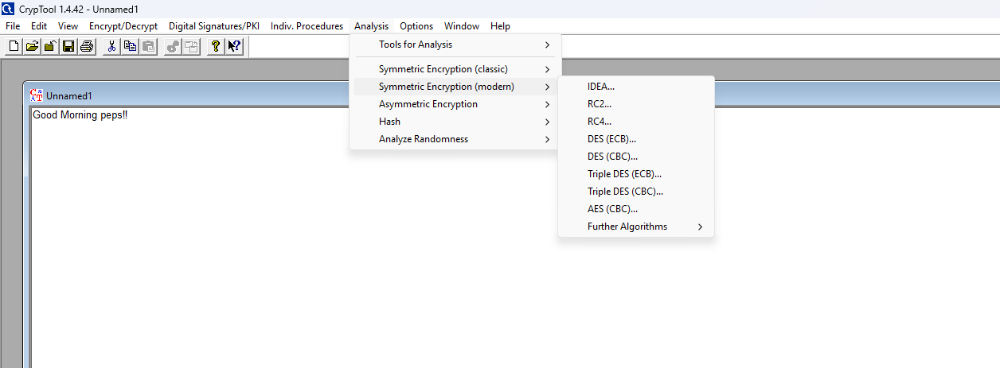 CrypTool 1.4.42 - Unnamed1
File Edit View Encrypt/Decrypt Digital Signatures/PKI Indiv. Procedures Analysis Options Window Help
Tools for Analysis
Symmetric Encryption (classic)
Symmetric Encryption (modern)
Asymmetric Encryption
Hash
Analyze Randomness
IDEA...
RC2...
RC4...
DES (ECB)...
DES (CBC)...
Triple DES (ECB)...
Triple DES (CBC)...
AES (CBC)...
Further Algorithms
Unnamed1
Good Morning peps!!